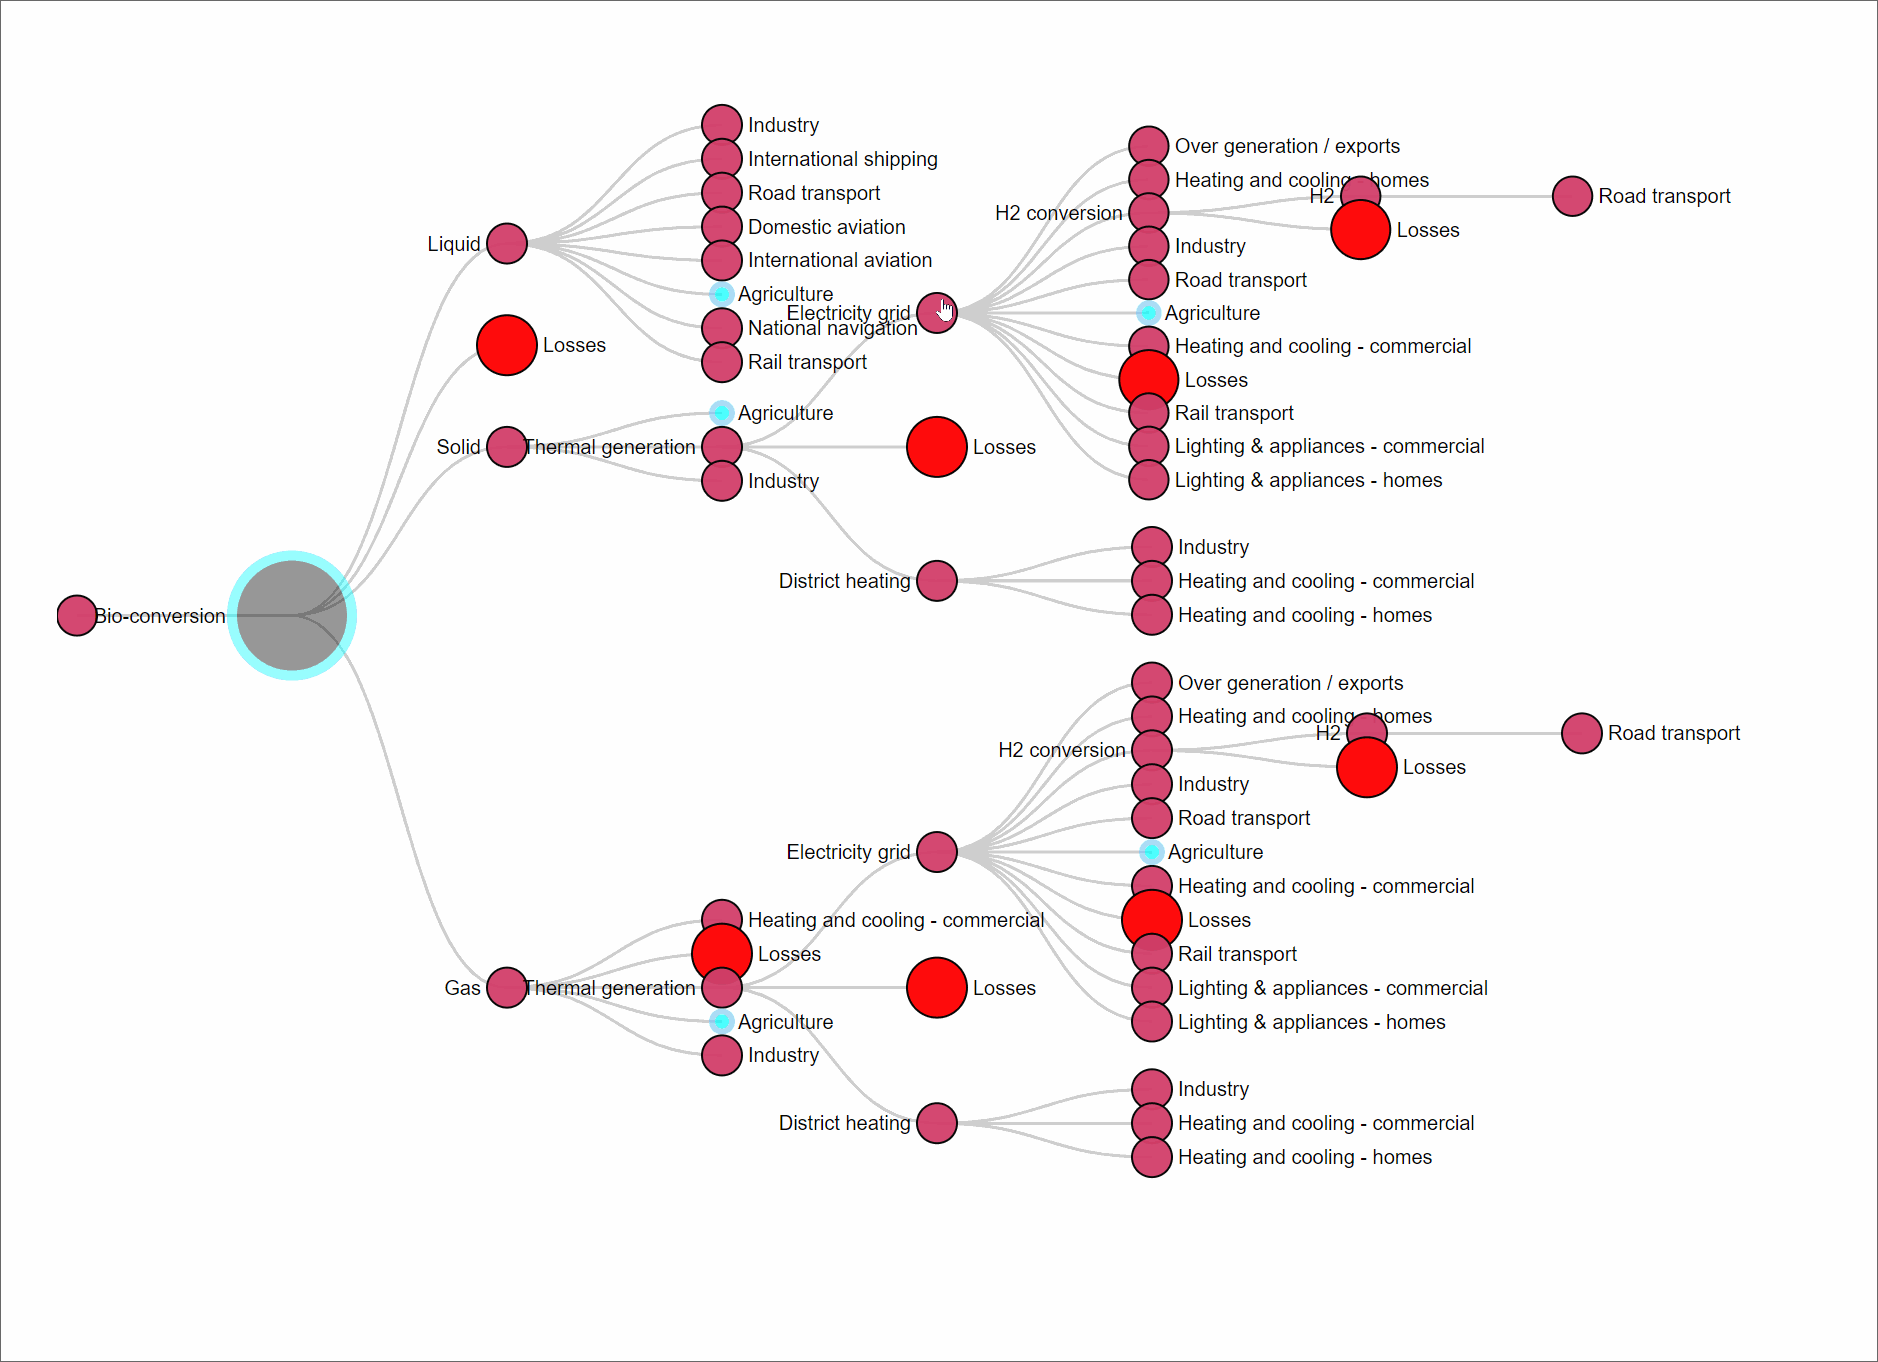 Bio-conversion
Liquid
Industry
International shipping
Road transport
Domestic aviation
International aviation
Agriculture
National navigation
Rail transport
Losses
Solid
Agriculture
Thermal generation
Electricity grid
Over generation / exports
Heating and cooling - homes
H2 conversion
H2
Road transport
Losses
Industry
Road transport
Agriculture
Heating and cooling - commercial
Losses
Rail transport
Lighting & appliances - commercial
Lighting & appliances - homes
Losses
District heating
Industry
Heating and cooling - commercial
Heating and cooling - homes
Industry
Gas
Heating and cooling - commercial
Losses
Thermal generation
Electricity grid
Over generation / exports
Heating and cooling - homes
H2 conversion
H2
Road transport
Losses
Industry
Road transport
Agriculture
Heating and cooling - commercial
Losses
Rail transport
Lighting & appliances - commercial
Lighting & appliances - homes
Losses
District heating
Industry
Heating and cooling - commercial
Heating and cooling - homes
Agriculture
Industry